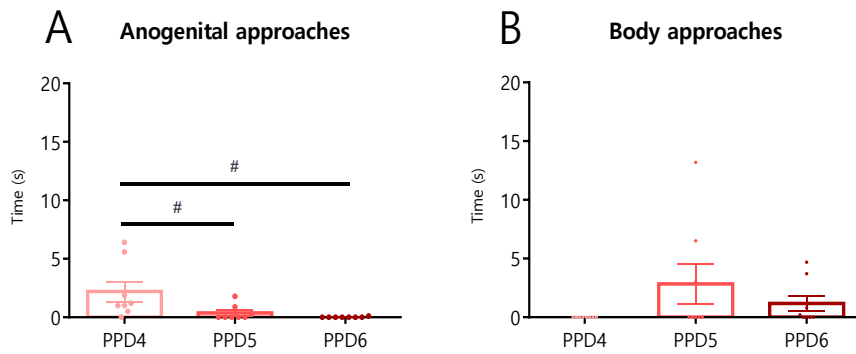 A
Anogenital approaches
20
15
10
5
0
Time (s)
#
#
PPD4
PPD5
PPD6
B
Body approaches
20
15
10
5
0
Time (s)
PPD4
PPD5
PPD6